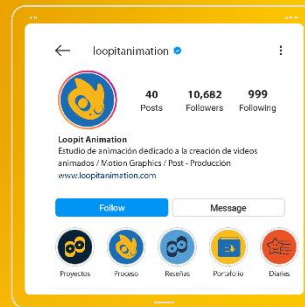 loopitanimation
40 10,682 999
Posts Followers Following
Loopit Animation
Estudio de animación dedicado a la creación de videos
animados / Motion Graphics / Post - Producción
www.loopitanimation.com
Follow Message
Proyectos Proceso Reseñas Portafolio Diaries